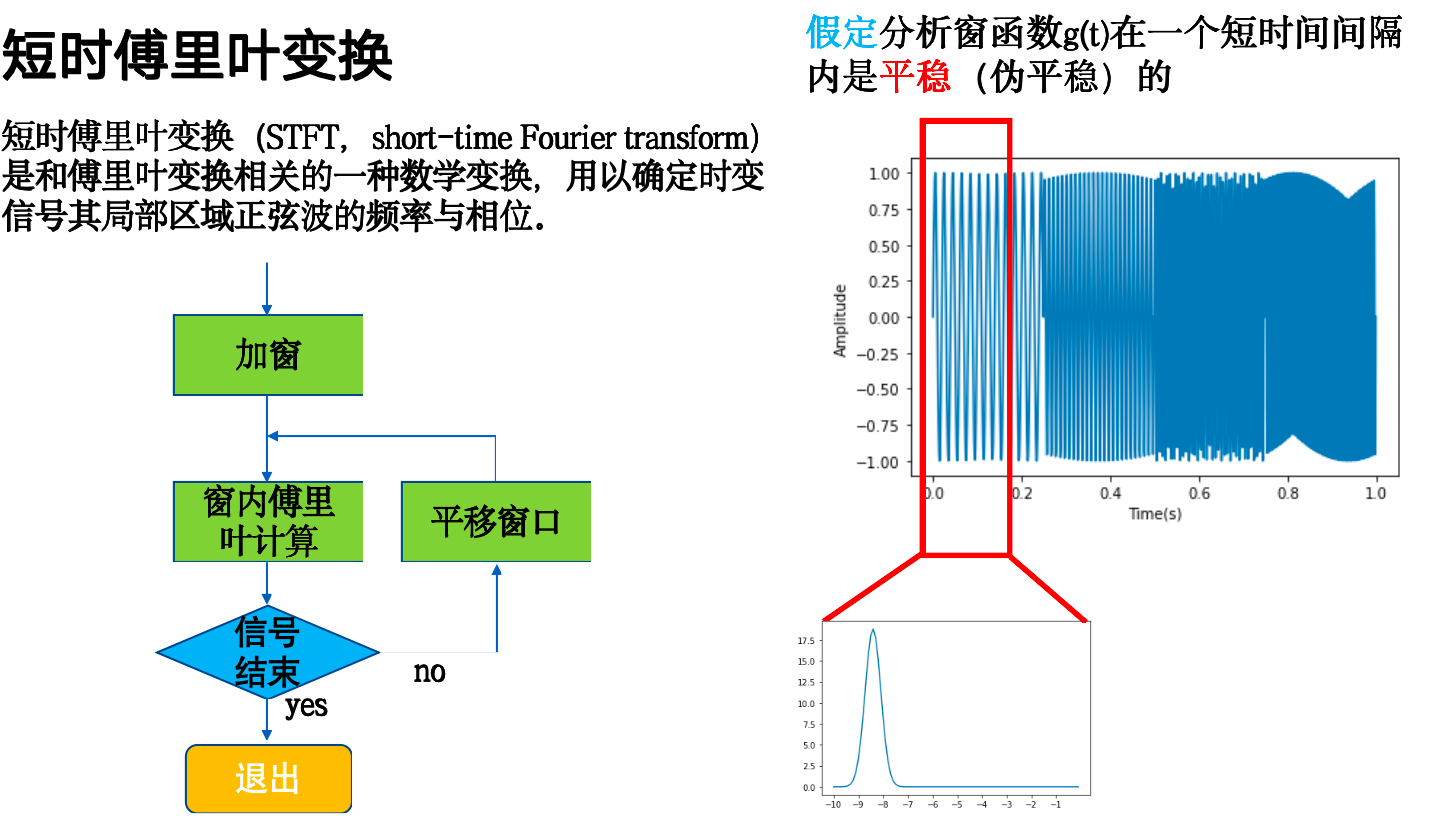 短时傅里叶变换
短时傅里叶变换（STFT，short-time Fourier transform）
是和傅里叶变换相关的一种数学变换，用以确定时变
信号其局部区域正弦波的频率与相位。
加窗
窗内傅里
叶计算
平移窗口
信号
结束
no
yes
退出
假定分析窗函数g(t)在一个短时间间隔
内是平稳（伪平稳）的
1.00
0.75
0.50
0.25
0.00
−0.25
−0.50
−0.75
−1.00
Amplitude
0.0 0.2 0.4 0.6 0.8 1.0
Time(s)
17.5
15.0
12.5
10.0
7.5
5.0
2.5
0.0
−10 −9 −8 −7 −6 −5 −4 −3 −2 −1